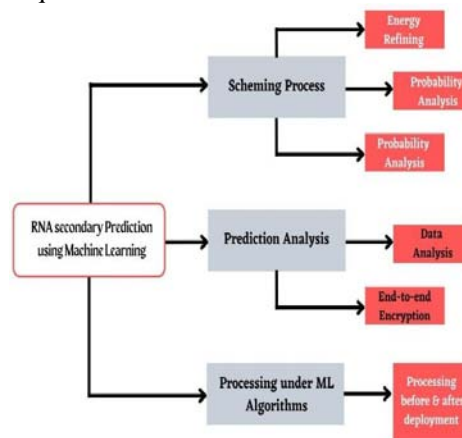 Energy
Refining
Scheming Process
Probability
Analysis
Probability
Analysis
RNA secondary Prediction
using Machine Learning
Prediction Analysis
Data
Analysis
End-to-end
Encryption
Processing under ML
Algorithms
Processing
before & after
deployment